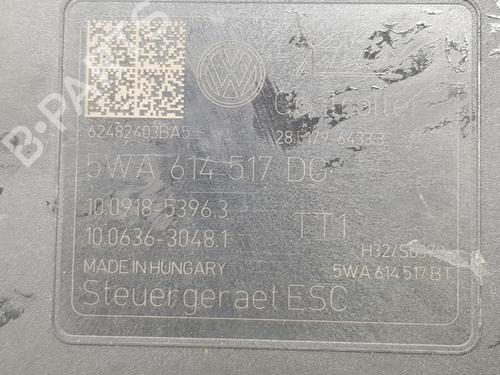 B-PARTS
Controller
62482403BA5
28.5179-6433.3
5WA 614 517 DG
10.0918-5396.3
TT1
10.0636-3048.1
MADE IN HUNGARY
5WA 614 517 BT
Steuergeraet ESC